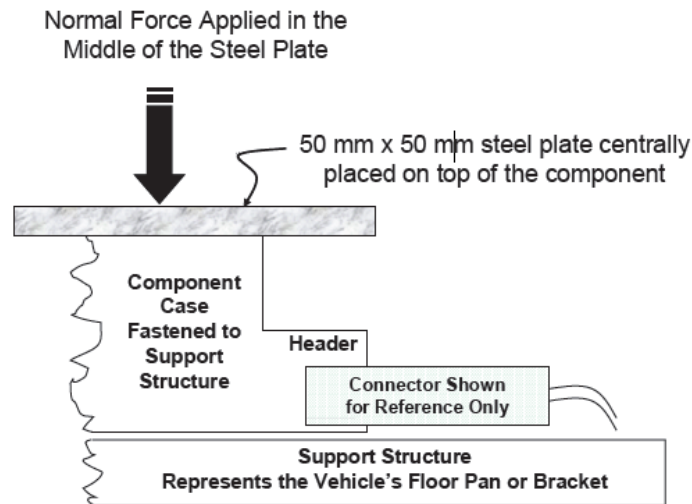 Normal Force Applied in the
Middle of the Steel Plate
50 mm x 50 mm steel plate centrally
placed on top of the component
Component
Case
Fastened to
Support
Structure
Header
Connector Shown
for Reference Only
Support Structure
Represents the Vehicle's Floor Pan or Bracket